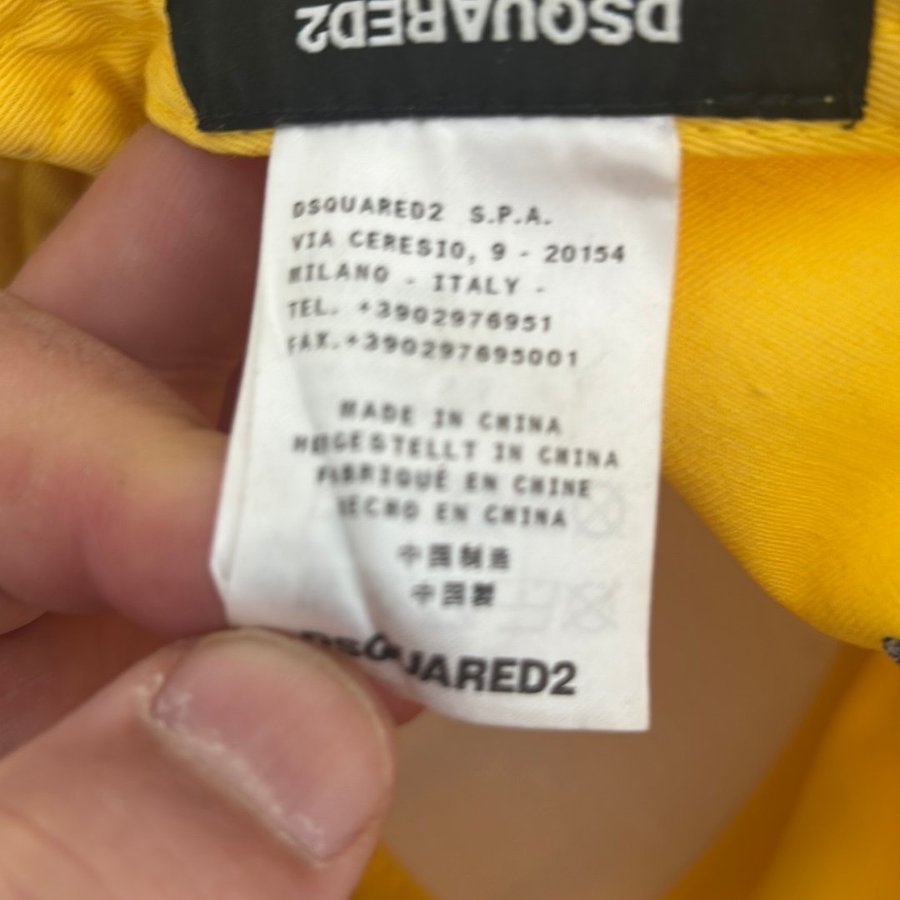 DSQUARED2
DSQUARED2 S.P.A.
VIA CERESIO, 9 - 20154
MILANO - ITALY -
TEL. +3902976951
FAX.+390297695001
MADE IN CHINA
HERGESTELLT IN CHINA
FABRIQUÉ EN CHINE
HECHO EN CHINA
中国制造
中国製
DSQUARED2